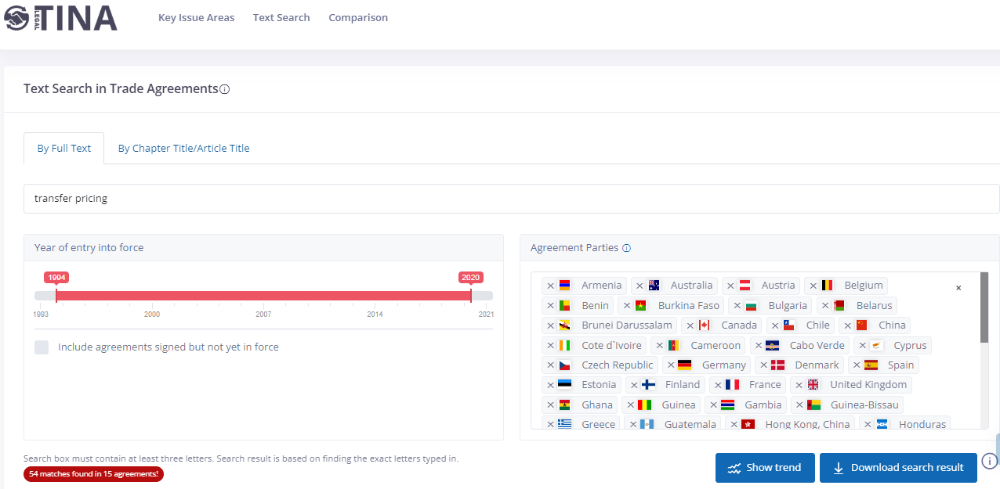 LEGAL TINA Key Issue Areas Text Search Comparison
Text Search in Trade Agreements
By Full Text By Chapter Title/Article Title
transfer pricing
Year of entry into force
1994 2020
1993 2000 2007 2014 2021
Include agreements signed but not yet in force
Agreement Parties
× Armenia × Australia × Austria × Belgium ×
× Benin × Burkina Faso × Bulgaria × Belarus
× Brunei Darussalam × Canada × Chile × China
× Cote d`Ivoire × Cameroon × Cabo Verde × Cyprus
× Czech Republic × Germany × Denmark × Spain
× Estonia × Finland × France × United Kingdom
× Ghana × Guinea × Gambia × Guinea-Bissau
× Greece × Guatemala × Hong Kong, China × Honduras
Search box must contain at least three letters. Search result is based on finding the exact letters typed in.
54 matches found in 15 agreements!
Show trend Download search result